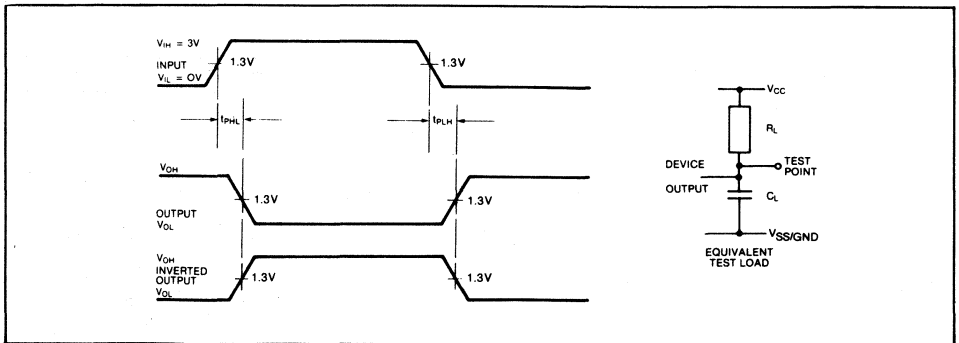 VIH = 3V
INPUT
VIL = OV
1.3V
1.3V
tPHL
tPLH
VOH
OUTPUT
VOL
1.3V
1.3V
VOH
INVERTED
OUTPUT
VOL
1.3V
1.3V
VCC
RL
DEVICE
OUTPUT
TEST
POINT
CL
VSS/GND
EQUIVALENT
TEST LOAD